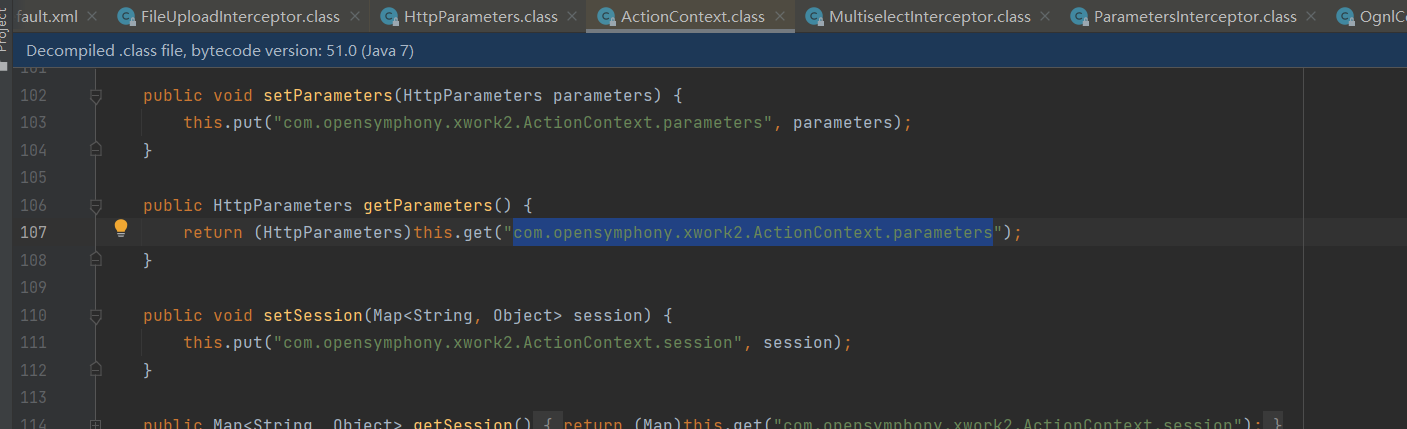 Project
fault.xml FileUploadInterceptor.class HttpParameters.class ActionContext.class MultiselectInterceptor.class ParametersInterceptor.class OgnlCo
Decompiled .class file, bytecode version: 51.0 (Java 7)
101
102 public void setParameters(HttpParameters parameters) {
103 this.put("com.opensymphony.xwork2.ActionContext.parameters", parameters);
104 }
105
106 public HttpParameters getParameters() {
107 return (HttpParameters)this.get("com.opensymphony.xwork2.ActionContext.parameters");
108 }
109
110 public void setSession(Map<String, Object> session) {
111 this.put("com.opensymphony.xwork2.ActionContext.session", session);
112 }
113
114 public Map<String, Object> getSession() { return (Map)this.get("com.opensymphony.xwork2.ActionContext.session"); }